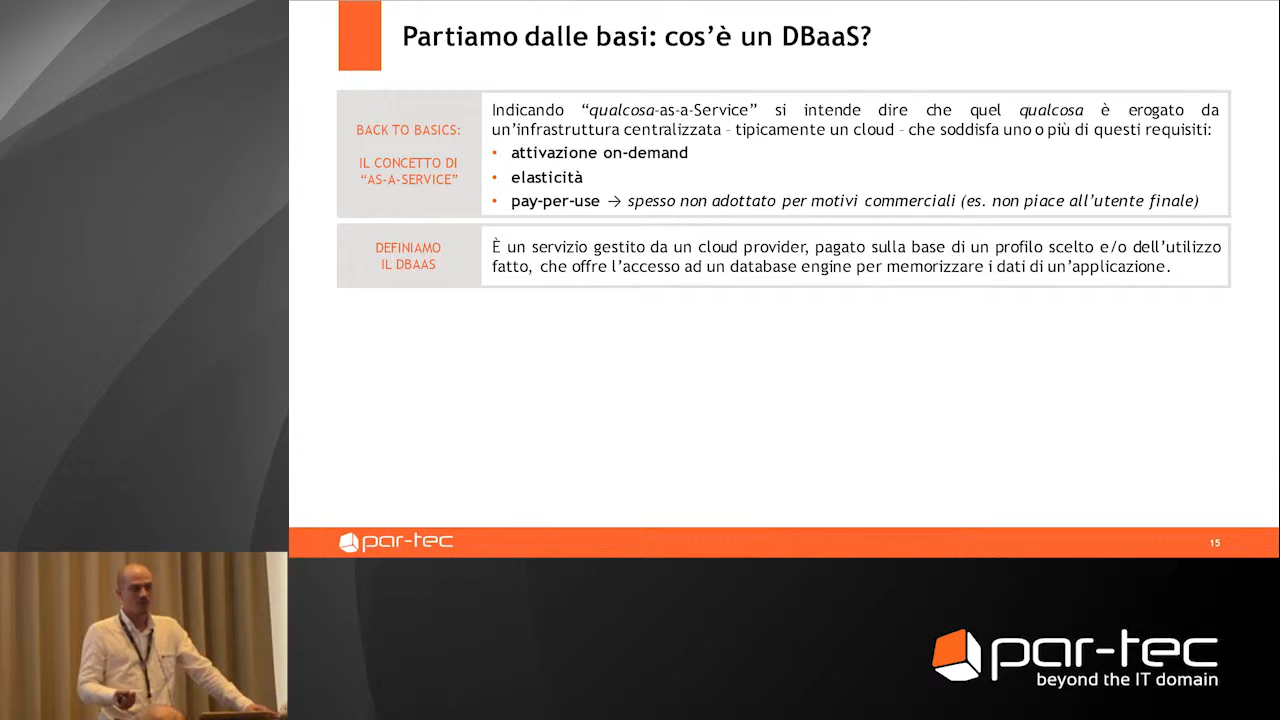 Partiamo dalle basi: cos'è un DBaaS?
BACK TO BASICS:
IL CONCETTO DI
“AS-A-SERVICE”
Indicando “qualcosa-as-a-Service” si intende dire che quel qualcosa è erogato da
un'infrastruttura centralizzata – tipicamente un cloud – che soddisfa uno o più di questi requisiti:
• attivazione on-demand
• elasticità
• pay-per-use → spesso non adottato per motivi commerciali (es. non piace all'utente finale)
DEFINIAMO
IL DBAAS
È un servizio gestito da un cloud provider, pagato sulla base di un profilo scelto e/o dell'utilizzo
fatto, che offre l'accesso ad un database engine per memorizzare i dati di un'applicazione.
par-tec
15
par-tec
beyond the IT domain